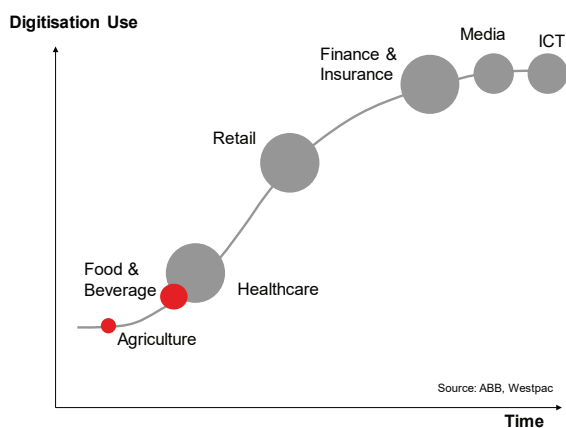 Digitisation Use
Media
ICT
Finance &
Insurance
Retail
Food &
Beverage
Healthcare
Agriculture
Source: ABB, Westpac
Time